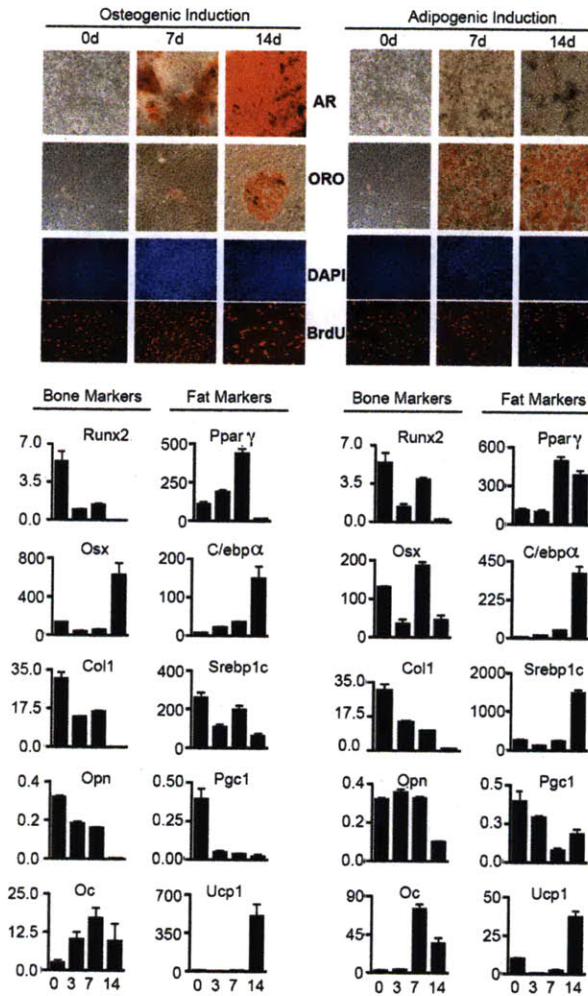 Osteogenic Induction Adipogenic Induction
0d 7d 14d 0d 7d 14d
AR
ORO
DAPI
BrdU
Bone Markers Fat Markers Bone Markers Fat Markers
Runx2 Pparγ Runx2 Pparγ
7.0 500 7.0 600
3.5 250 3.5 300
0.0 0 0.0 0
Osx C/ebpα Osx C/ebpα
800 200 200 450
400 100 100 225
0 0 0 0
Col1 Srebp1c Col1 Srebp1c
35.0 400 35.0 2000
17.5 200 17.5 1000
0.0 0 0.0 0
Opn Pgc1 Opn Pgc1
0.4 0.50 0.4 0.5
0.2 0.25 0.2 0.3
0.0 0.00 0.0 0.0
Oc Ucp1 Oc Ucp1
25.0 700 90 50
12.5 350 45 25
0.0 0 0 0
0 3 7 14 0 3 7 14 0 3 7 14 0 3 7 14